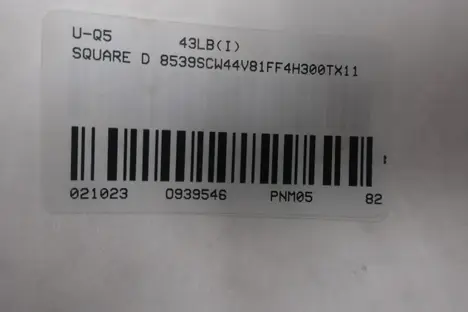 U-Q5 43LB(I)
SQUARE D 8539SCW44V81FF4H300TX11
021023 0939546 PNM05 82